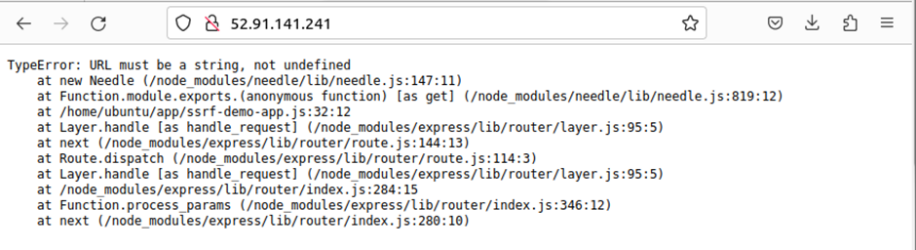 52.91.141.241
TypeError: URL must be a string, not undefined
at new Needle (/node_modules/needle/lib/needle.js:147:11)
at Function.module.exports.(anonymous function) [as get] (/node_modules/needle/lib/needle.js:819:12)
at /home/ubuntu/app/ssrf-demo-app.js:32:12
at Layer.handle [as handle_request] (/node_modules/express/lib/router/layer.js:95:5)
at next (/node_modules/express/lib/router/route.js:144:13)
at Route.dispatch (/node_modules/express/lib/router/route.js:114:3)
at Layer.handle [as handle_request] (/node_modules/express/lib/router/layer.js:95:5)
at /node_modules/express/lib/router/index.js:284:15
at Function.process_params (/node_modules/express/lib/router/index.js:346:12)
at next (/node_modules/express/lib/router/index.js:280:10)